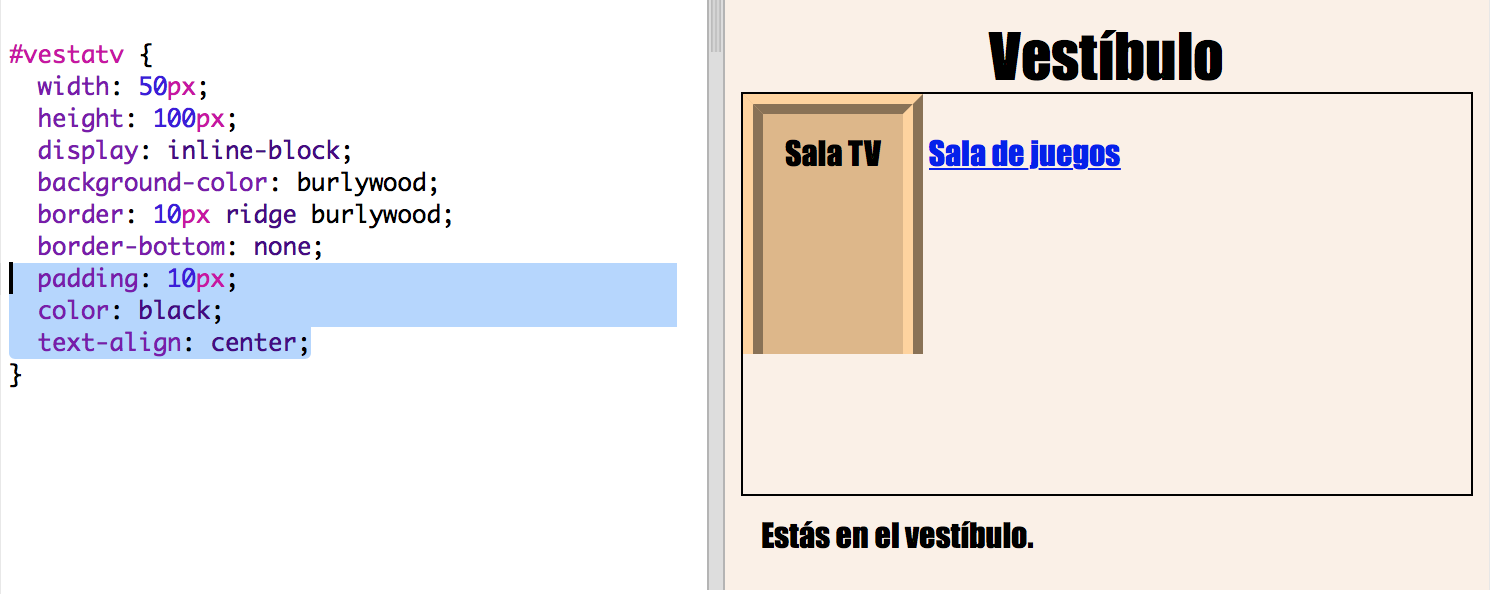 #vestatv {
  width: 50px;
  height: 100px;
  display: inline-block;
  background-color: burlywood;
  border: 10px ridge burlywood;
  border-bottom: none;
  padding: 10px;
  color: black;
  text-align: center;
}
Vestíbulo
Sala TV Sala de juegos
Estás en el vestíbulo.